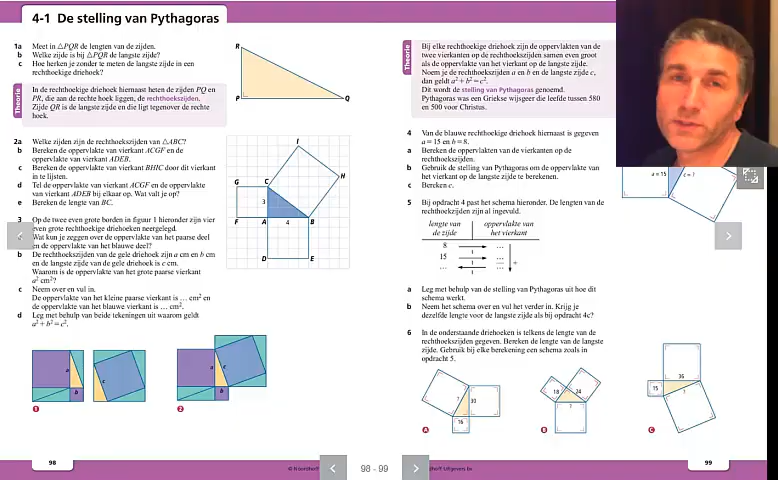 4-1 De stelling van Pythagoras
1a Meet in △PQR de lengten van de zijden.
b Welke zijde is bij △PQR de langste zijde?
c Hoe herken je zonder te meten de langste zijde in een
rechthoekige driehoek?
Theorie
In de rechthoekige driehoek hiernaast heten de zijden PQ en
PR, die aan de rechte hoek liggen, de rechthoekszijden.
Zijde QR is de langste zijde en die ligt tegenover de rechte
hoek.
R
P
Q
2a Welke zijden zijn de rechthoekszijden van △ABC?
b Bereken de oppervlakte van vierkant ACGF en de
oppervlakte van vierkant ADEB.
c Bereken de oppervlakte van vierkant BHIC door dit vierkant
in te lijsten.
d Tel de oppervlakte van vierkant ACGF en de oppervlakte
van vierkant ADEB bij elkaar op. Wat valt je op?
e Bereken de lengte van BC.
I
H
G
C
3
F
A
4
B
D
E
3 Op de twee even grote borden in figuur 1 hieronder zijn vier
even grote rechthoekige driehoeken neergelegd.
Wat kun je zeggen over de oppervlakte van het paarse deel
en de oppervlakte van het blauwe deel?
b De rechthoekszijden van de gele driehoek zijn a cm en b cm
en de langste zijde van de gele driehoek is c cm.
Waarom is de oppervlakte van het grote paarse vierkant
a² cm²?
c Neem over en vul in.
De oppervlakte van het kleine paarse vierkant is ... cm² en
de oppervlakte van het blauwe vierkant is ... cm².
d Leg met behulp van beide tekeningen uit waarom geldt
a² + b² = c².
a
b
c
a
c
b
1
2
98
Theorie
Bij elke rechthoekige driehoek zijn de oppervlakten van de
twee vierkanten op de rechthoekszijden samen even groot
als de oppervlakte van het vierkant op de langste zijde.
Noem je de rechthoekszijden a en b en de langste zijde c,
dan geldt a² + b² = c².
Dit wordt de stelling van Pythagoras genoemd.
Pythagoras was een Griekse wijsgeer die leefde tussen 580
en 500 voor Christus.
4 Van de blauwe rechthoekige driehoek hiernaast is gegeven
a = 15 en b = 8.
a Bereken de oppervlakten van de vierkanten op de
rechthoekszijden.
b Gebruik de stelling van Pythagoras om de oppervlakte van
het vierkant op de langste zijde te berekenen.
c Bereken c.
a = 15
c = ?
5 Bij opdracht 4 past het schema hieronder. De lengten van de
rechthoekszijden zijn al ingevuld.
lengte van oppervlakte van
de zijde het vierkant
8 ...
15 ...
+
... ...
a Leg met behulp van de stelling van Pythagoras uit hoe dit
schema werkt.
b Neem het schema over en vul het verder in. Krijg je
dezelfde lengte voor de langste zijde als bij opdracht 4c?
6 In de onderstaande driehoeken is telkens de lengte van de
rechthoekszijden gegeven. Bereken de lengte van de langste
zijde. Gebruik bij elke berekening een schema zoals in
opdracht 5.
?
30
16
A
18
24
?
B
36
15
?
C
99
98 - 99